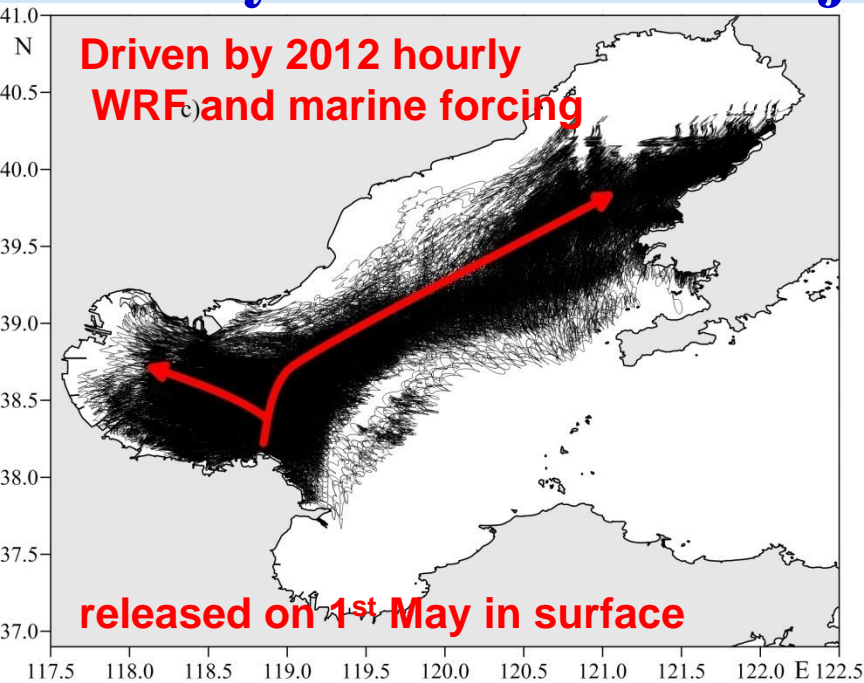 41.0
N
Driven by 2012 hourly
WRF and marine forcing
c)
40.5
40.0
39.5
39.0
38.5
38.0
37.5
37.0
released on 1st May in surface
117.5 118.0 118.5 119.0 119.5 120.0 120.5 121.0 121.5 122.0 E 122.5